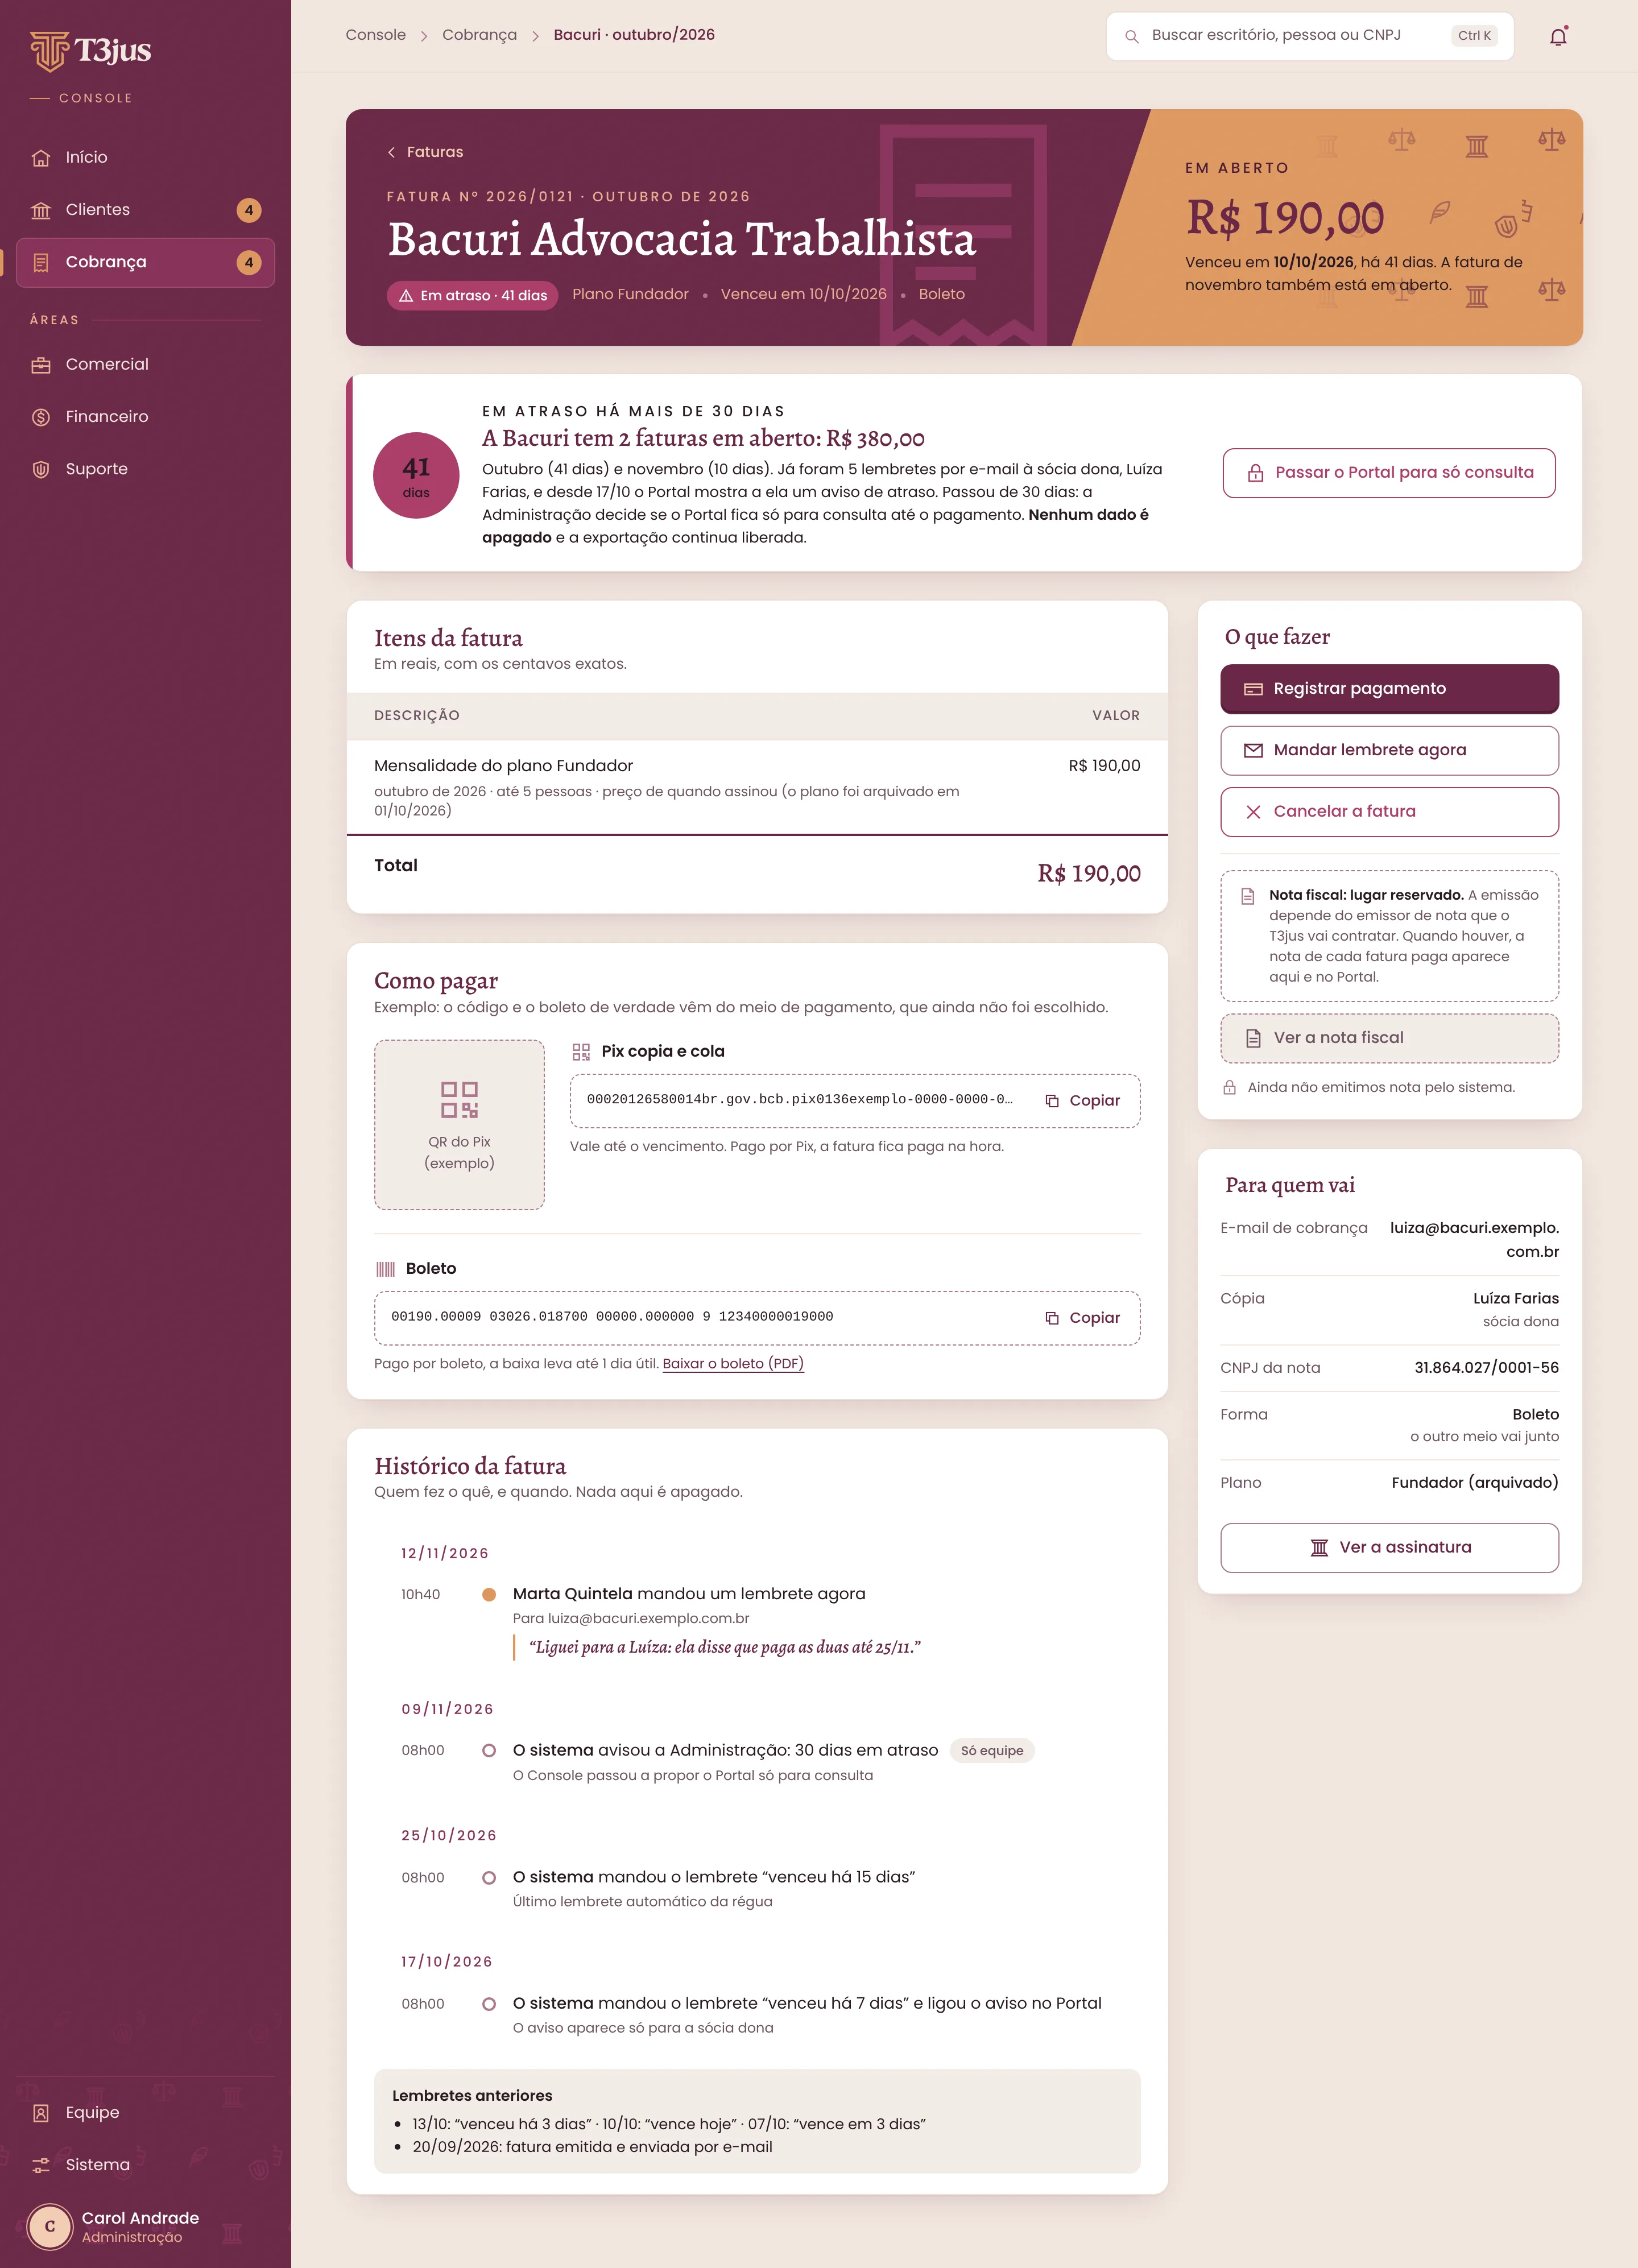 T3jus
CONSOLE
Início
Clientes 4
Cobrança 4
ÁREAS
Comercial
Financeiro
Suporte
Equipe
Sistema
C
Carol Andrade
Administração
Console > Cobrança > Bacuri · outubro/2026
Buscar escritório, pessoa ou CNPJ Ctrl K
Faturas
FATURA Nº 2026/0121 · OUTUBRO DE 2026
Bacuri Advocacia Trabalhista
Em atraso · 41 dias Plano Fundador • Venceu em 10/10/2026 • Boleto
EM ABERTO
R$ 190,00
Venceu em 10/10/2026, há 41 dias. A fatura de
novembro também está em aberto.
41
dias
EM ATRASO HÁ MAIS DE 30 DIAS
A Bacuri tem 2 faturas em aberto: R$ 380,00
Outubro (41 dias) e novembro (10 dias). Já foram 5 lembretes por e-mail à sócia dona, Luíza
Farias, e desde 17/10 o Portal mostra a ela um aviso de atraso. Passou de 30 dias: a
Administração decide se o Portal fica só para consulta até o pagamento. Nenhum dado é
apagado e a exportação continua liberada.
Passar o Portal para só consulta
Itens da fatura
Em reais, com os centavos exatos.
DESCRIÇÃO VALOR
Mensalidade do plano Fundador R$ 190,00
outubro de 2026 · até 5 pessoas · preço de quando assinou (o plano foi arquivado em
01/10/2026)
Total R$ 190,00
Como pagar
Exemplo: o código e o boleto de verdade vêm do meio de pagamento, que ainda não foi escolhido.
QR do Pix
(exemplo)
Pix copia e cola
00020126580014br.gov.bcb.pix0136exemplo-0000-0000-0… Copiar
Vale até o vencimento. Pago por Pix, a fatura fica paga na hora.
Boleto
00190.00009 03026.018700 00000.000000 9 12340000019000 Copiar
Pago por boleto, a baixa leva até 1 dia útil. Baixar o boleto (PDF)
Histórico da fatura
Quem fez o quê, e quando. Nada aqui é apagado.
12/11/2026
10h40 Marta Quintela mandou um lembrete agora
Para luiza@bacuri.exemplo.com.br
“Liguei para a Luíza: ela disse que paga as duas até 25/11.”
09/11/2026
08h00 O sistema avisou a Administração: 30 dias em atraso Só equipe
O Console passou a propor o Portal só para consulta
25/10/2026
08h00 O sistema mandou o lembrete “venceu há 15 dias”
Último lembrete automático da régua
17/10/2026
08h00 O sistema mandou o lembrete “venceu há 7 dias” e ligou o aviso no Portal
O aviso aparece só para a sócia dona
Lembretes anteriores
• 13/10: “venceu há 3 dias” · 10/10: “vence hoje” · 07/10: “vence em 3 dias”
• 20/09/2026: fatura emitida e enviada por e-mail
O que fazer
Registrar pagamento
Mandar lembrete agora
Cancelar a fatura
Nota fiscal: lugar reservado. A emissão
depende do emissor de nota que o
T3jus vai contratar. Quando houver, a
nota de cada fatura paga aparece
aqui e no Portal.
Ver a nota fiscal
Ainda não emitimos nota pelo sistema.
Para quem vai
E-mail de cobrança luiza@bacuri.exemplo.
com.br
Cópia Luíza Farias
sócia dona
CNPJ da nota 31.864.027/0001-56
Forma Boleto
o outro meio vai junto
Plano Fundador (arquivado)
Ver a assinatura